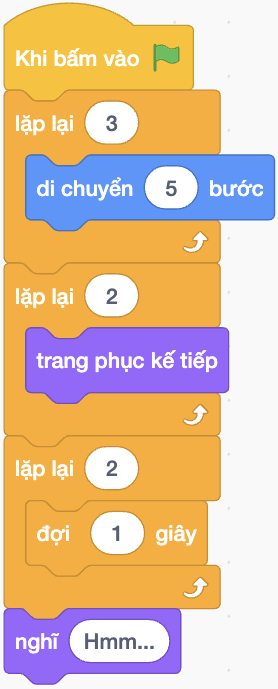 Khi bấm vào
lặp lại 3
di chuyển 5 bước
lặp lại 2
trang phục kế tiếp
lặp lại 2
đợi 1 giây
nghĩ Hmm...